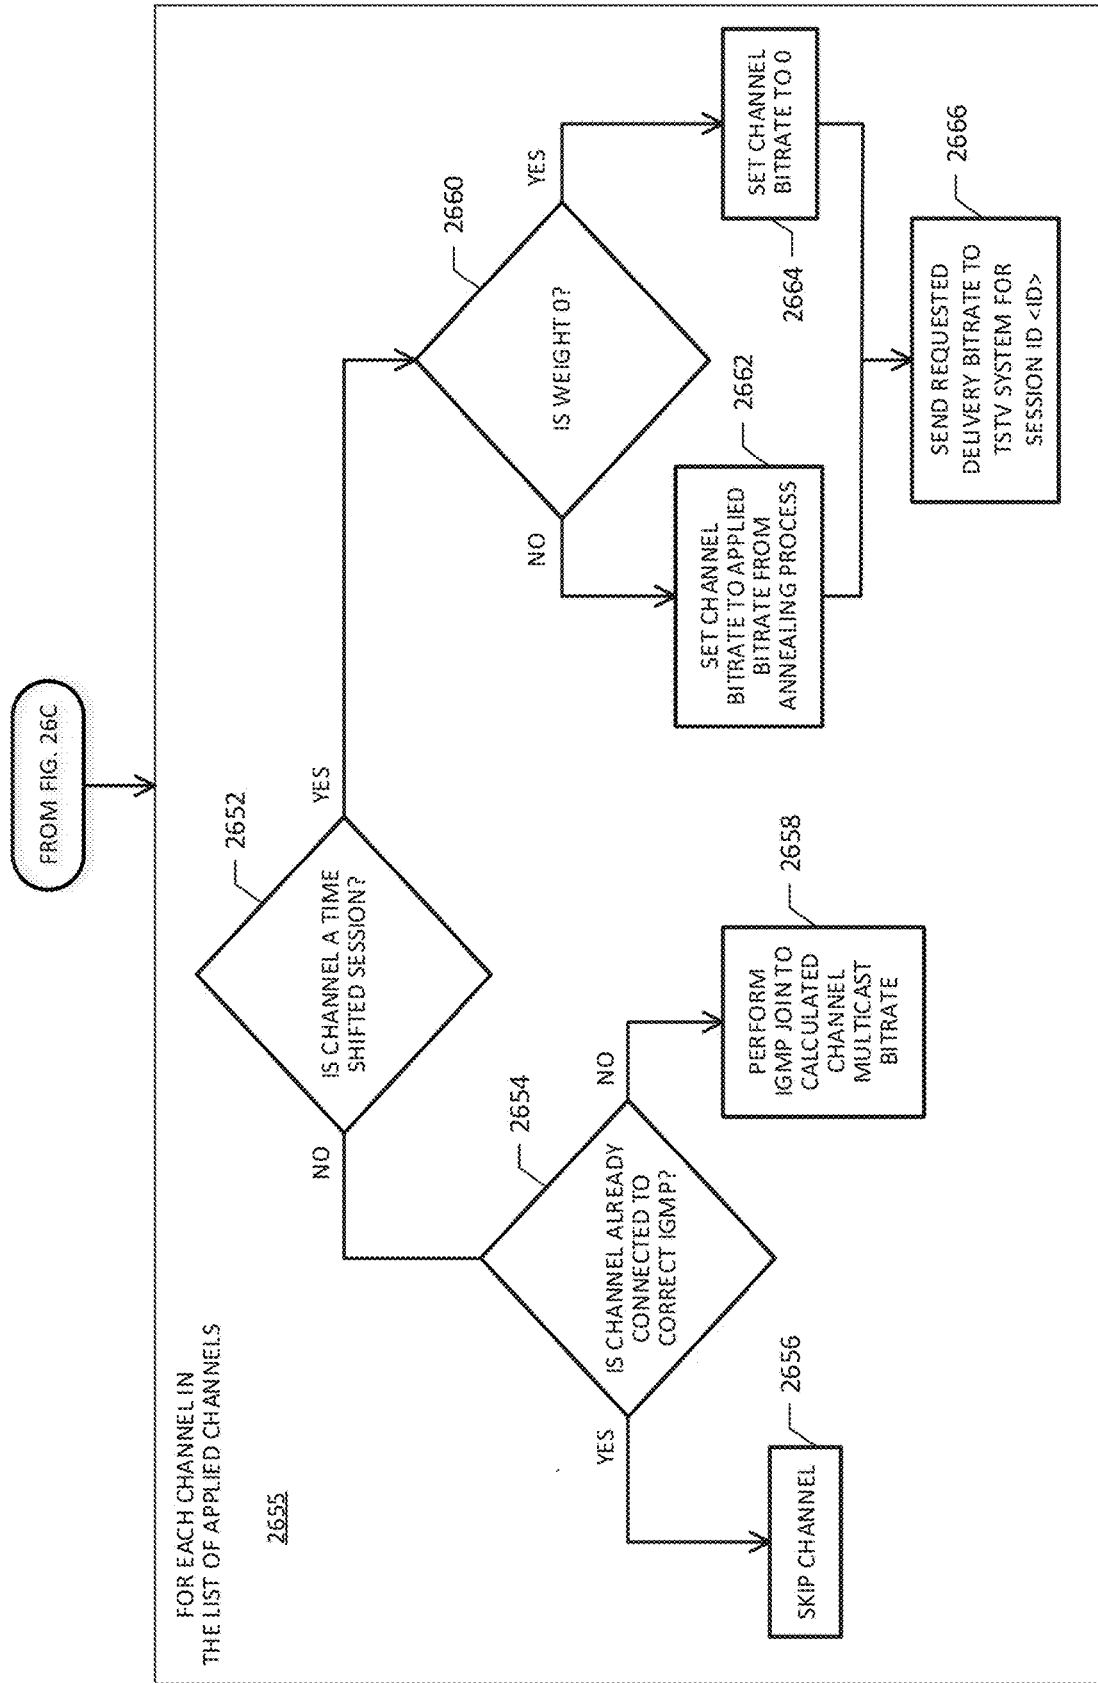 FROM FIG. 26C
FOR EACH CHANNEL IN
THE LIST OF APPLIED CHANNELS
2655
2652
IS CHANNEL A TIME
SHIFTED SESSION?
NO
YES
2654
IS CHANNEL ALREADY
CONNECTED TO
CORRECT IGMP?
YES
NO
2656
SKIP CHANNEL
2658
PERFORM
IGMP JOIN TO
CALCULATED
CHANNEL
MULTICAST
BITRATE
2660
IS WEIGHT 0?
NO
YES
2662
SET CHANNEL
BITRATE TO APPLIED
BITRATE FROM
ANNEALING PROCESS
SET CHANNEL
BITRATE TO 0
2664
2666
SEND REQUESTED
DELIVERY BITRATE TO
TSTV SYSTEM FOR
SESSION ID <ID>